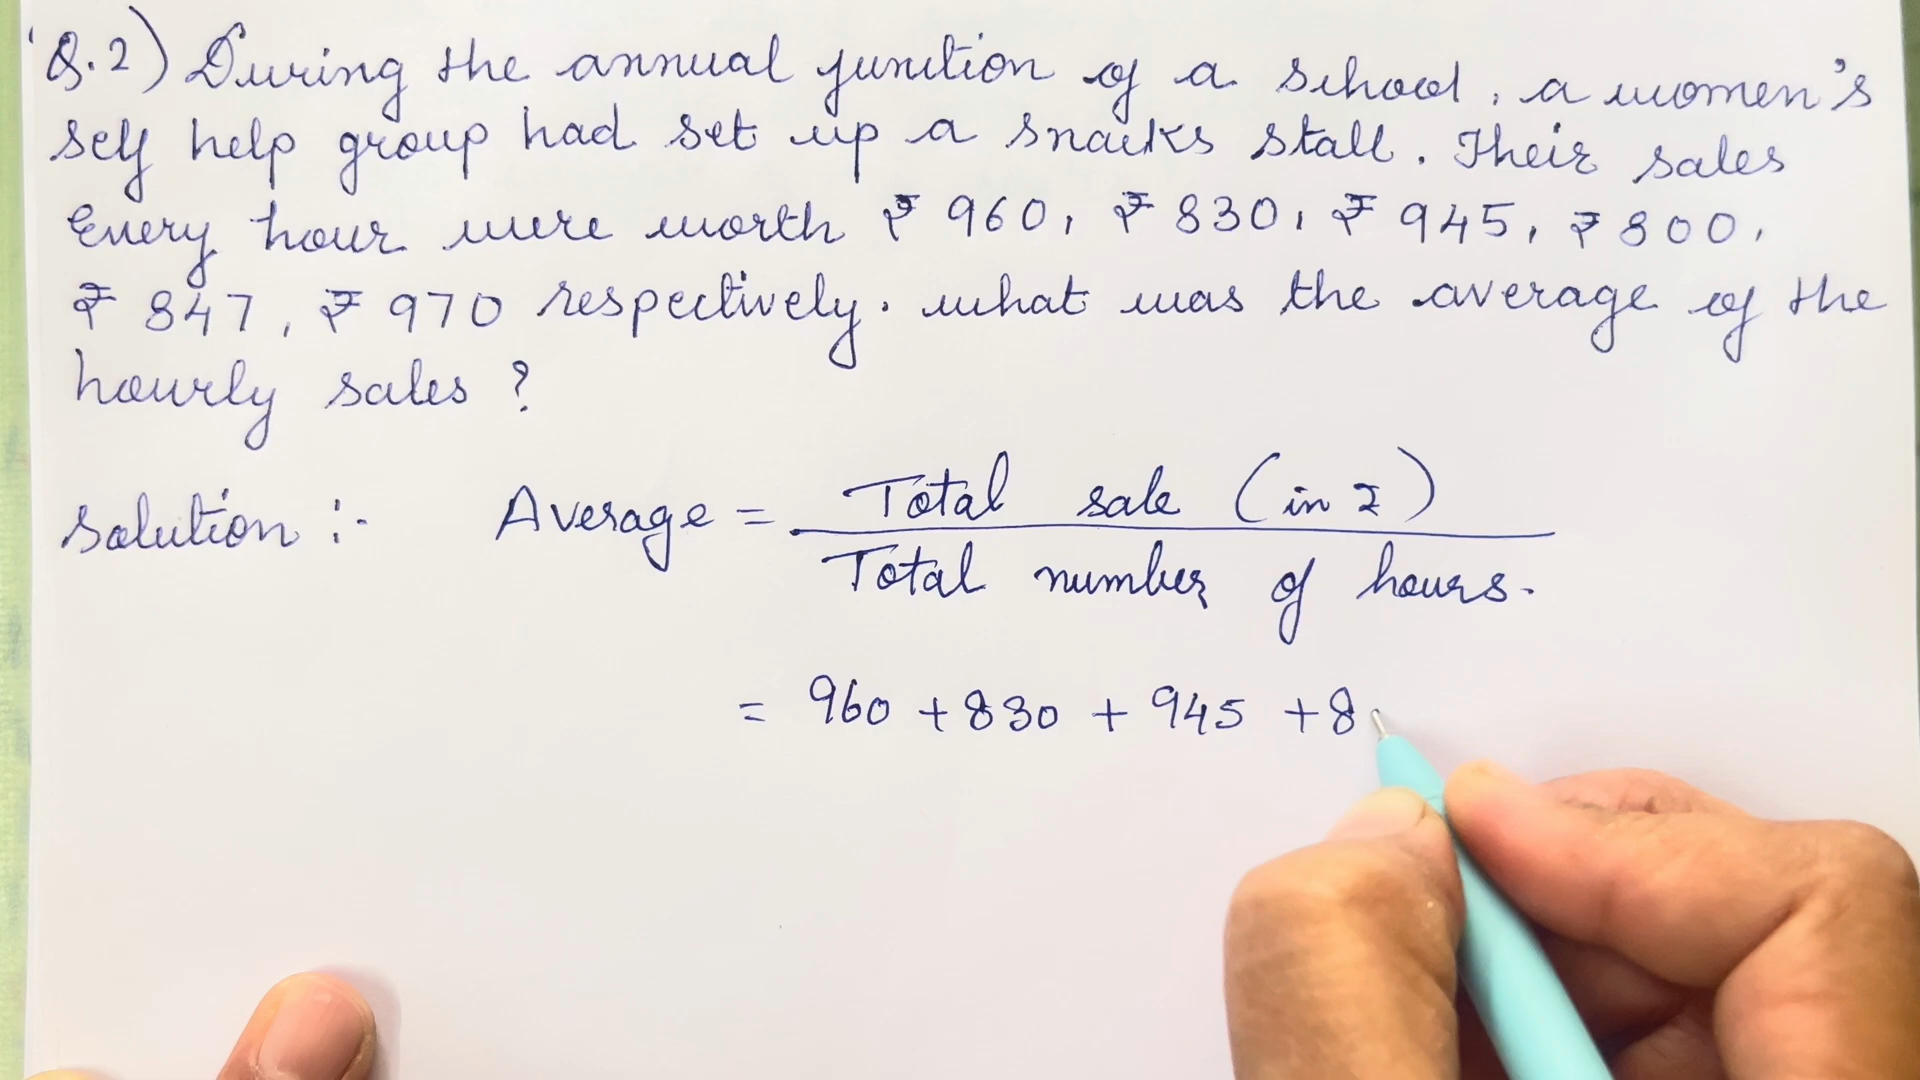 Q.2) During the annual function of a school, a women's
self help group had set up a snacks stall. Their sales
Every hour were worth ₹ 960, ₹ 830, ₹ 945, ₹ 800,
₹ 847, ₹ 970 respectively. what was the average of the
hourly sales ?
Solution :- Average = Total sale (in ₹)
Total number of hours.
= 960 + 830 + 945 + 8